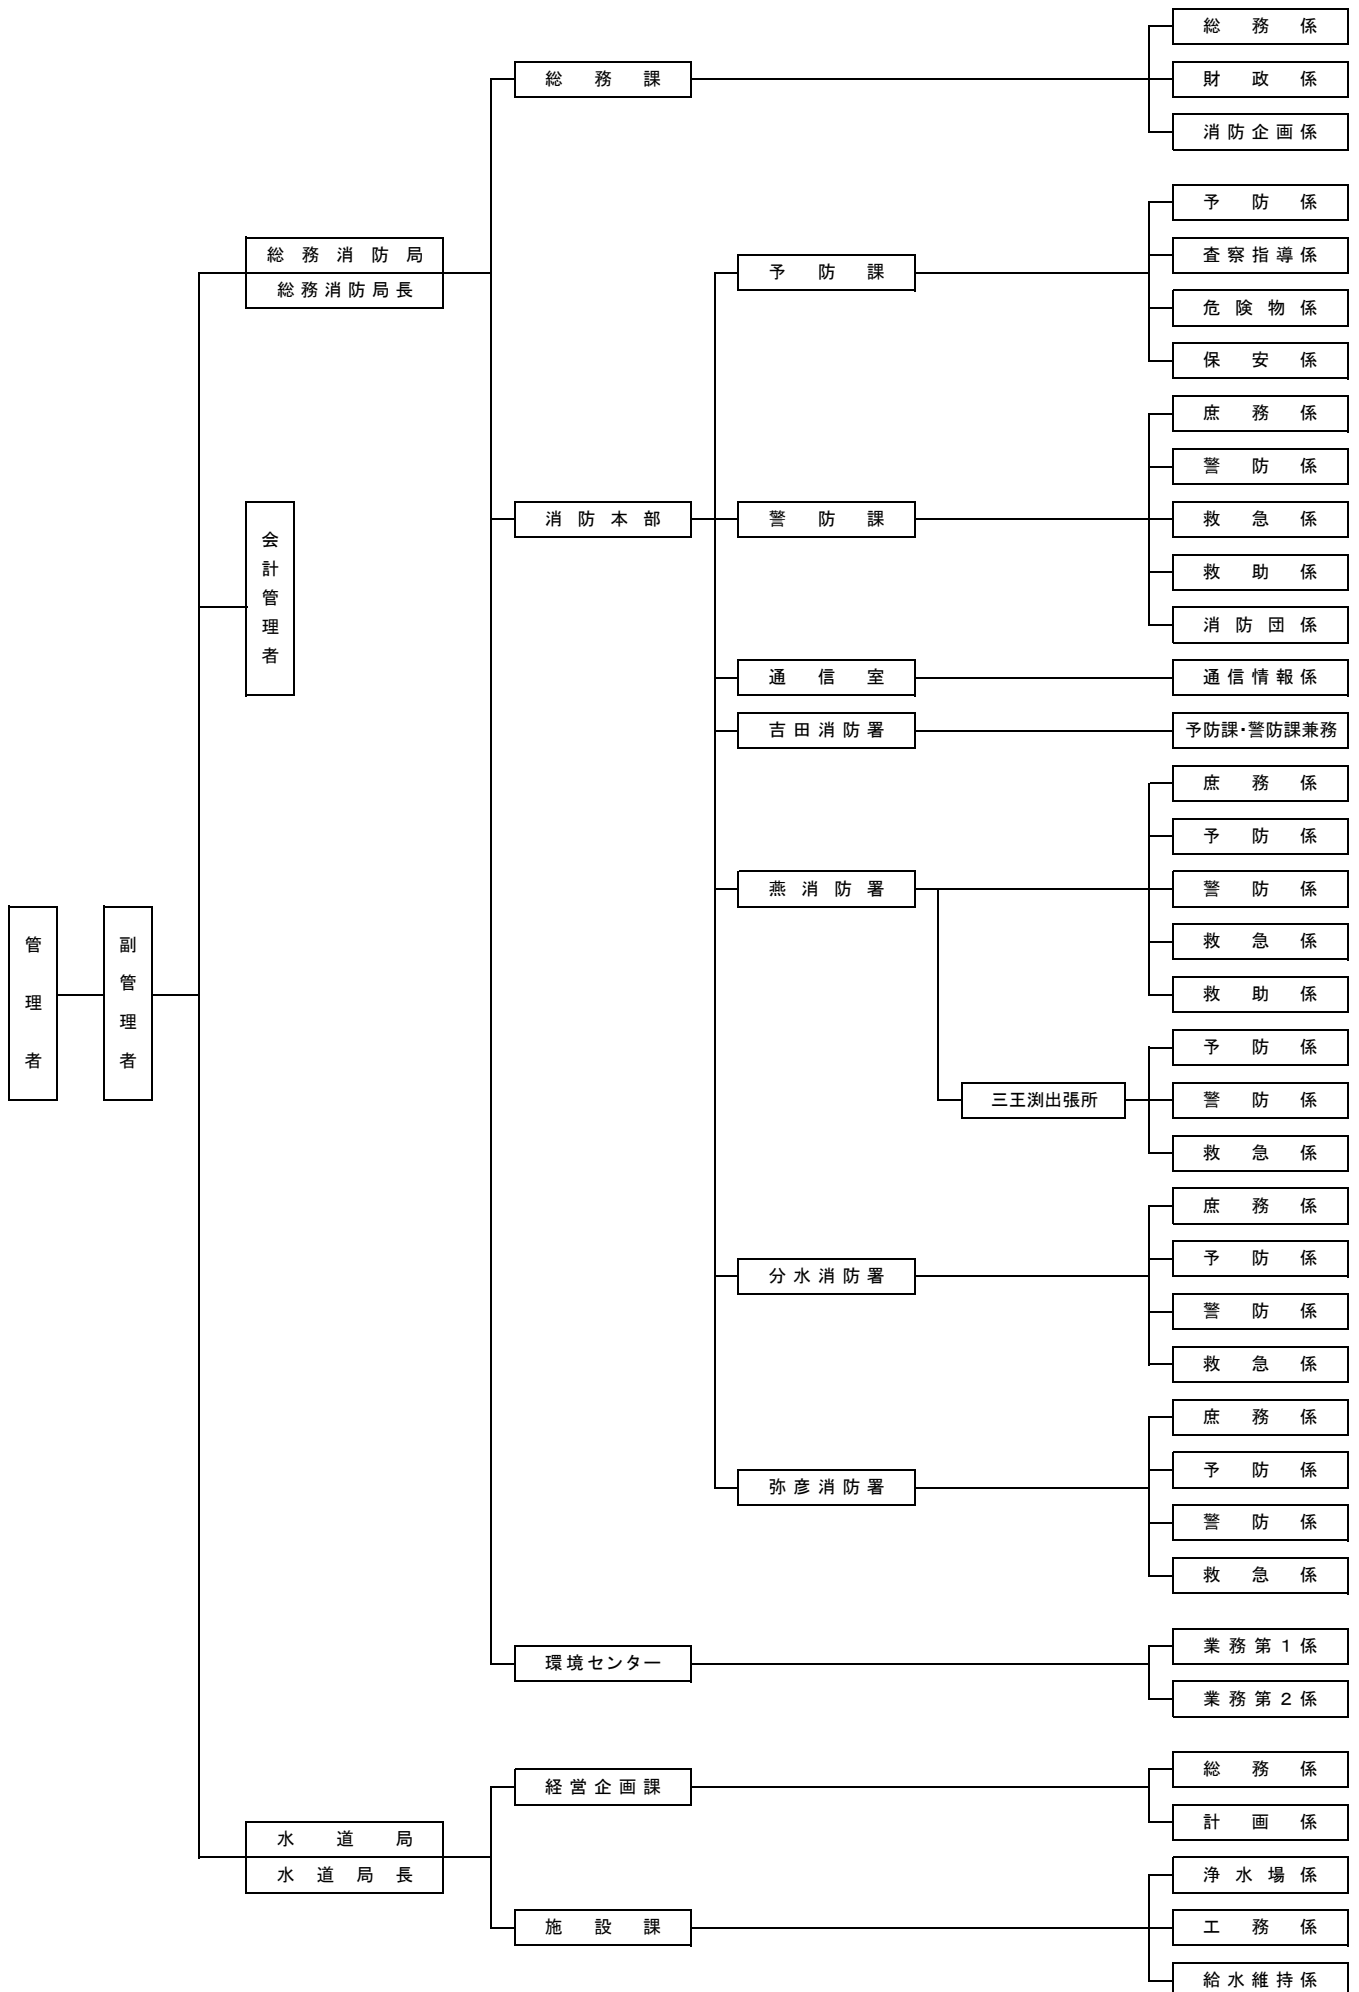 管理者
副管理者
総務消防局
総務消防局長
総務課
総務係
財政係
消防企画係
消防本部
予防課
予防係
査察指導係
危険物係
保安係
警防課
庶務係
警防係
救急係
救助係
消防団係
通信室
通信情報係
吉田消防署
予防課・警防課兼務
燕消防署
庶務係
予防係
警防係
救急係
救助係
三王渕出張所
予防係
警防係
救急係
分水消防署
庶務係
予防係
警防係
救急係
弥彦消防署
庶務係
予防係
警防係
救急係
環境センター
業務第1係
業務第2係
会計管理者
水道局
水道局長
経営企画課
総務係
計画係
施設課
浄水場係
工務係
給水維持係